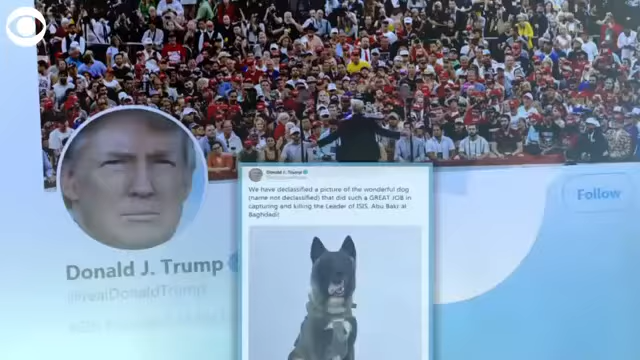 Follow
Donald J. Trump
@realDonaldTrump
Donald J. Trump
We have declassified a picture of the wonderful dog
(name not declassified) that did such a GREAT JOB in
capturing and killing the Leader of ISIS, Abu Bakr al
Baghdadi!